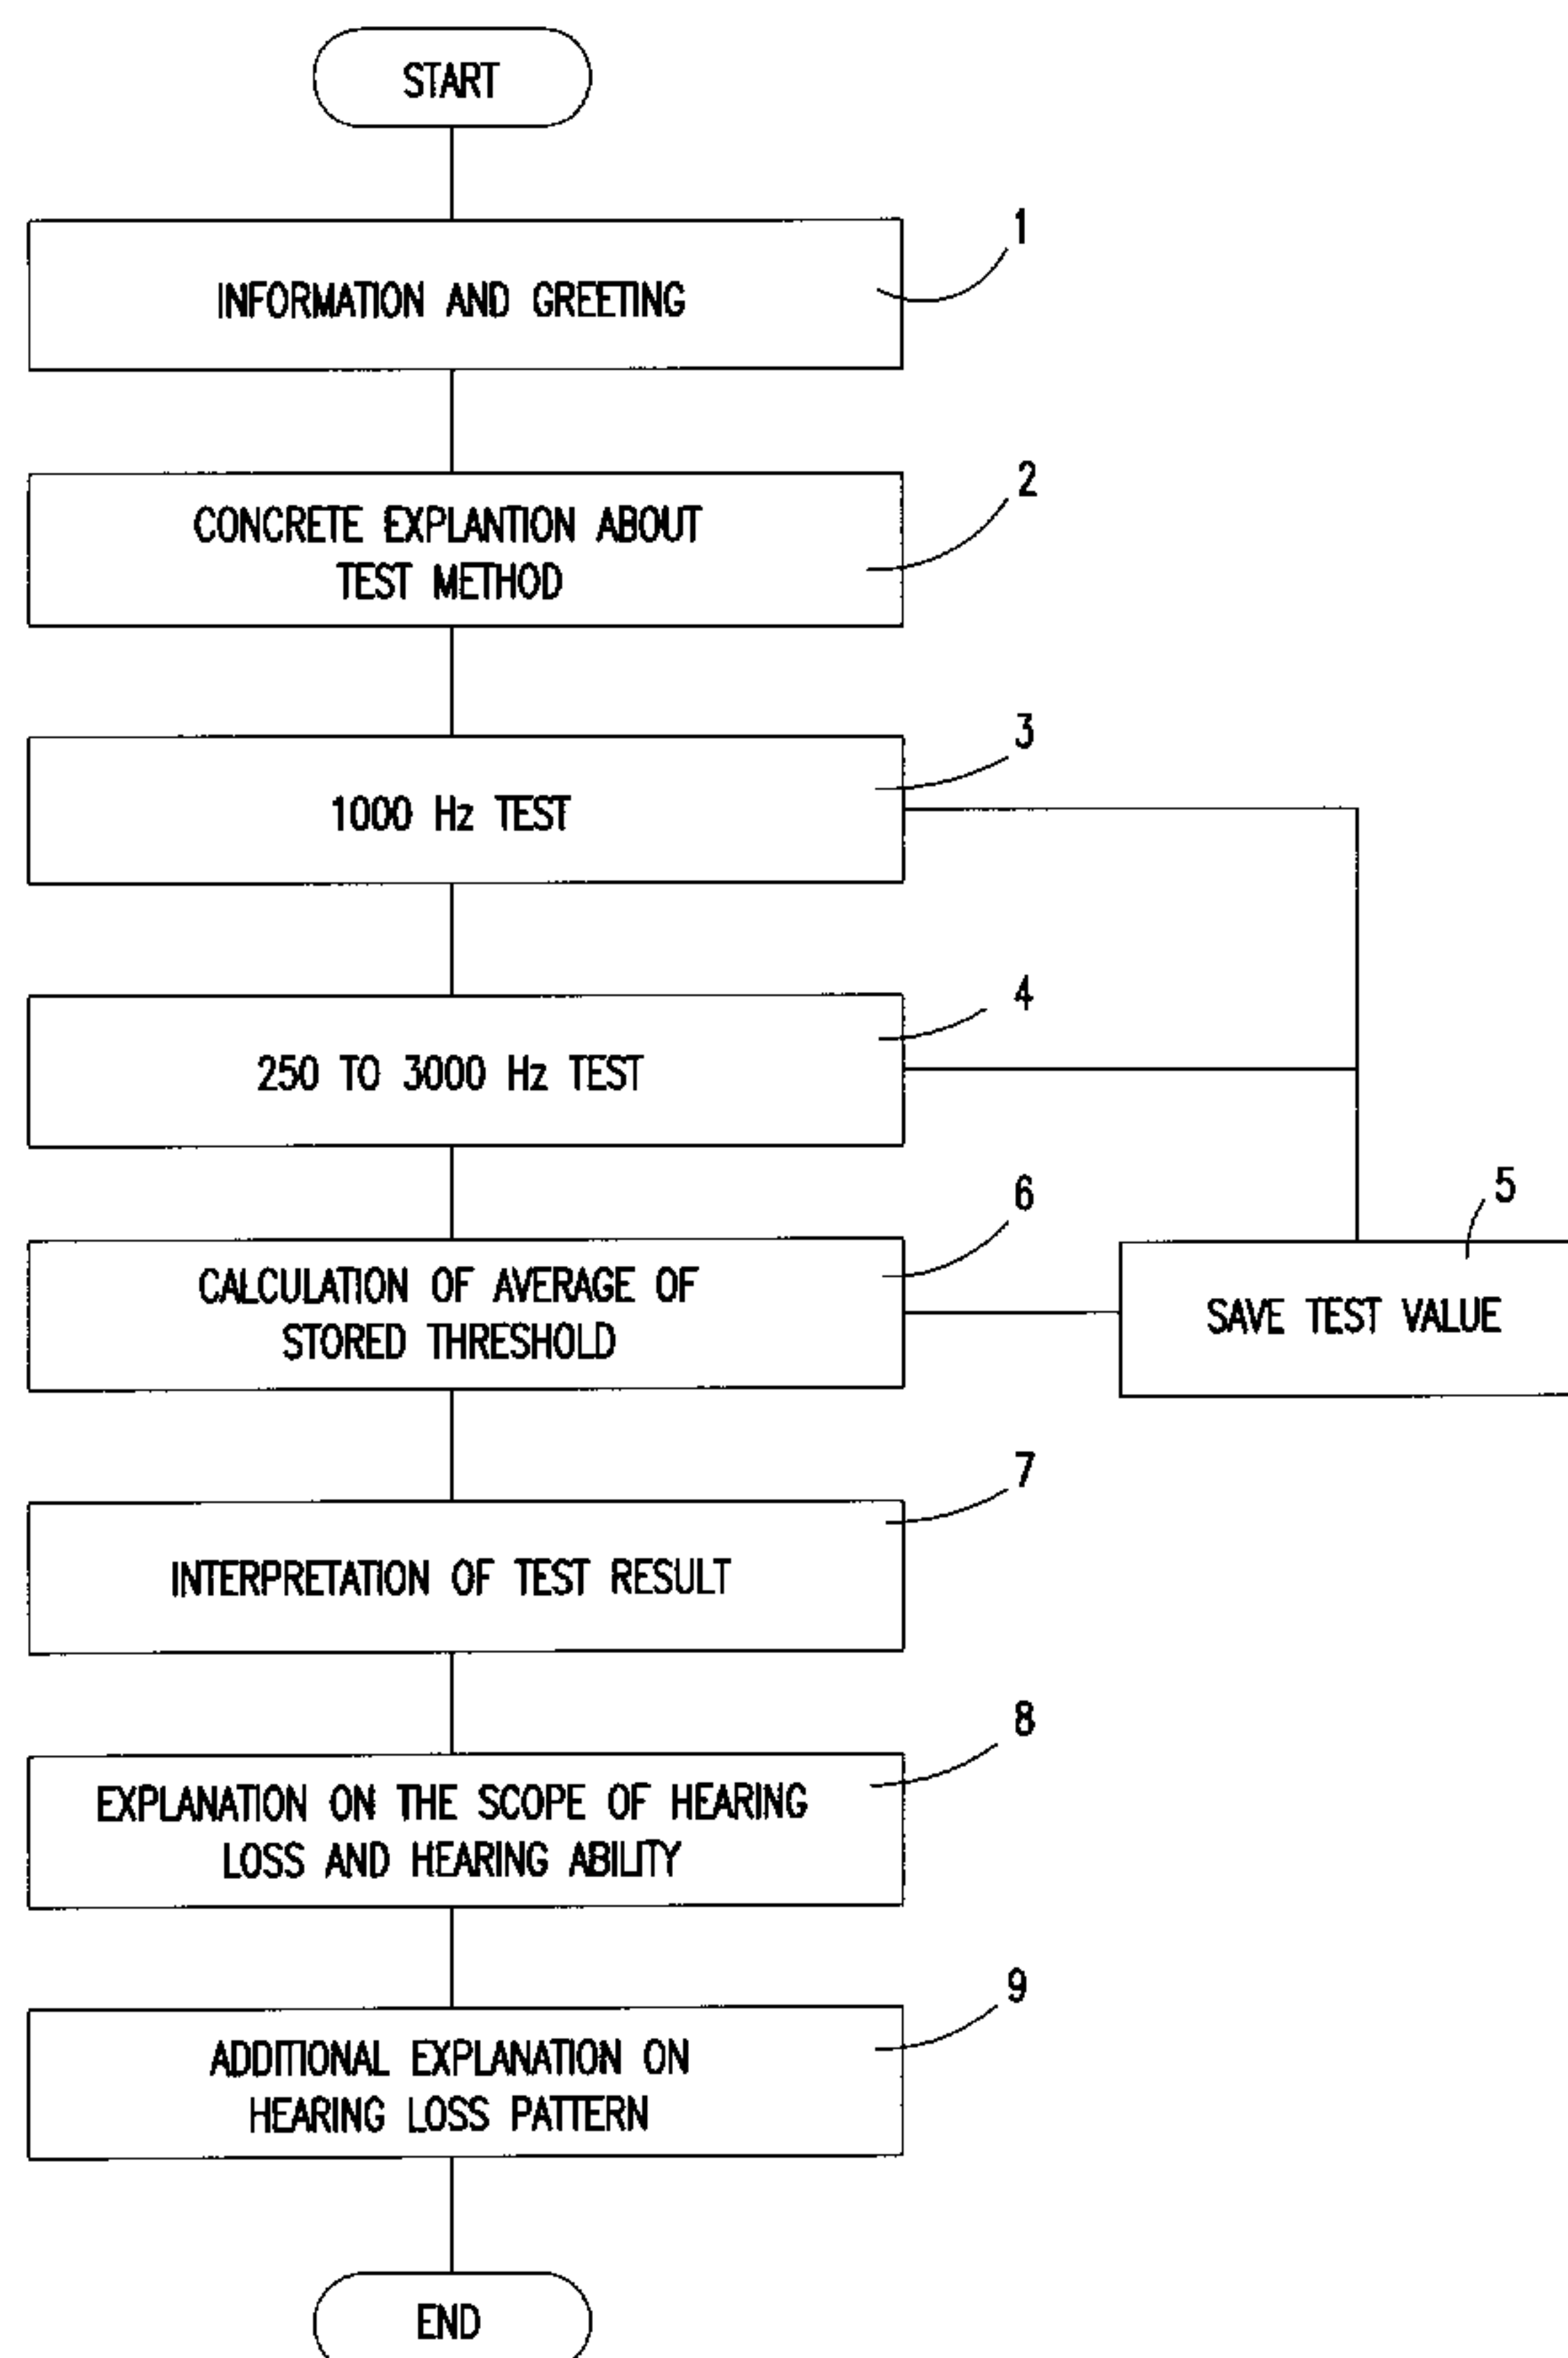 START
1
INFORMATION AND GREETING
2
CONCRETE EXPLANTION ABOUT
TEST METHOD
3
1000 Hz TEST
4
250 TO 3000 Hz TEST
5
SAVE TEST VALUE
6
CALCULATION OF AVERAGE OF
STORED THRESHOLD
7
INTERPRETATION OF TEST RESULT
8
EXPLANATION ON THE SCOPE OF HEARING
LOSS AND HEARING ABILITY
9
ADDITIONAL EXPLANATION ON
HEARING LOSS PATTERN
END